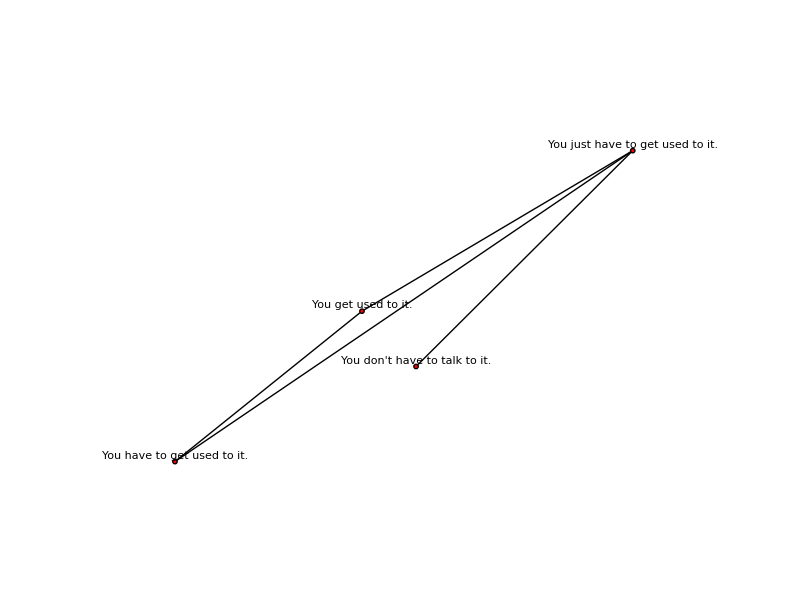 You just have to get used to it.
You get used to it.
You don't have to talk to it.
You have to get used to it.